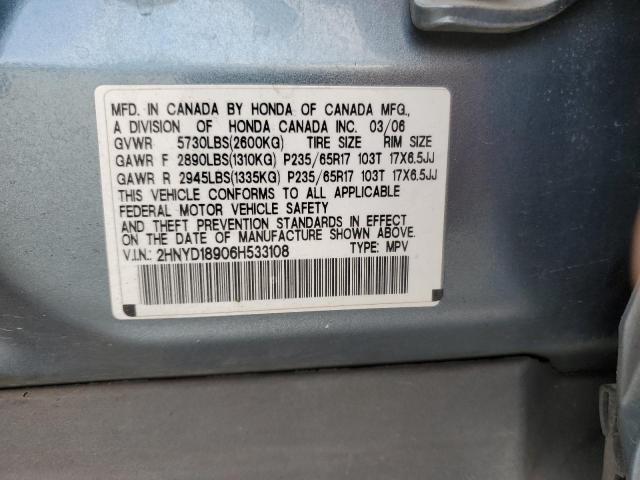 MFD. IN CANADA BY HONDA OF CANADA MFG.,
A DIVISION OF HONDA CANADA INC. 03/06
GVWR 5730LBS(2600KG) TIRE SIZE RIM SIZE
GAWR F 2890LBS(1310KG) P235/65R17 103T 17X6.5JJ
GAWR R 2945LBS(1335KG) P235/65R17 103T 17X6.5JJ
THIS VEHICLE CONFORMS TO ALL APPLICABLE
FEDERAL MOTOR VEHICLE SAFETY
AND THEFT PREVENTION STANDARDS IN EFFECT
ON THE DATE OF MANUFACTURE SHOWN ABOVE.
V.I.N.: 2HNYD18906H533108 TYPE: MPV